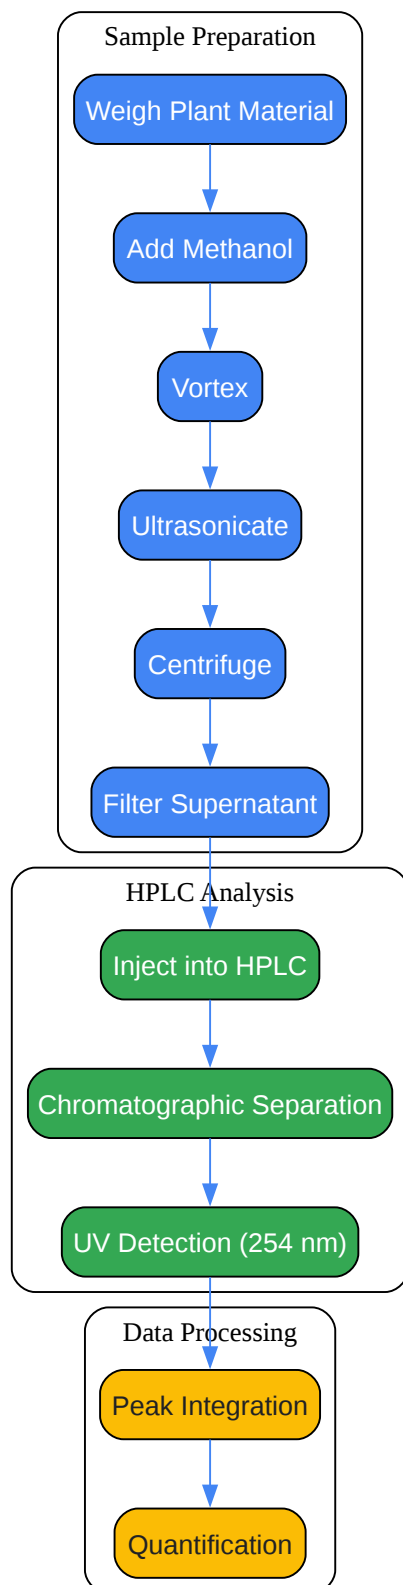 Sample Preparation
Weigh Plant Material
Add Methanol
Vortex
Ultrasonicate
Centrifuge
Filter Supernatant
HPLC Analysis
Inject into HPLC
Chromatographic Separation
UV Detection (254 nm)
Data Processing
Peak Integration
Quantification